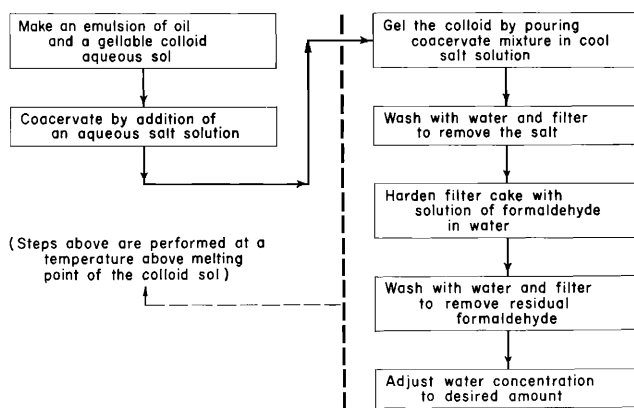 Make an emulsion of oil
and a gellable colloid
aqueous sol
Coacervate by addition of
an aqueous salt solution
(Steps above are performed at a
temperature above melting
point of the colloid sol)
Gel the colloid by pouring
coacervate mixture in cool
salt solution
Wash with water and filter
to remove the salt
Harden filter cake with
solution of formaldehyde
in water
Wash with water and filter
to remove residual
formaldehyde
Adjust water concentration
to desired amount